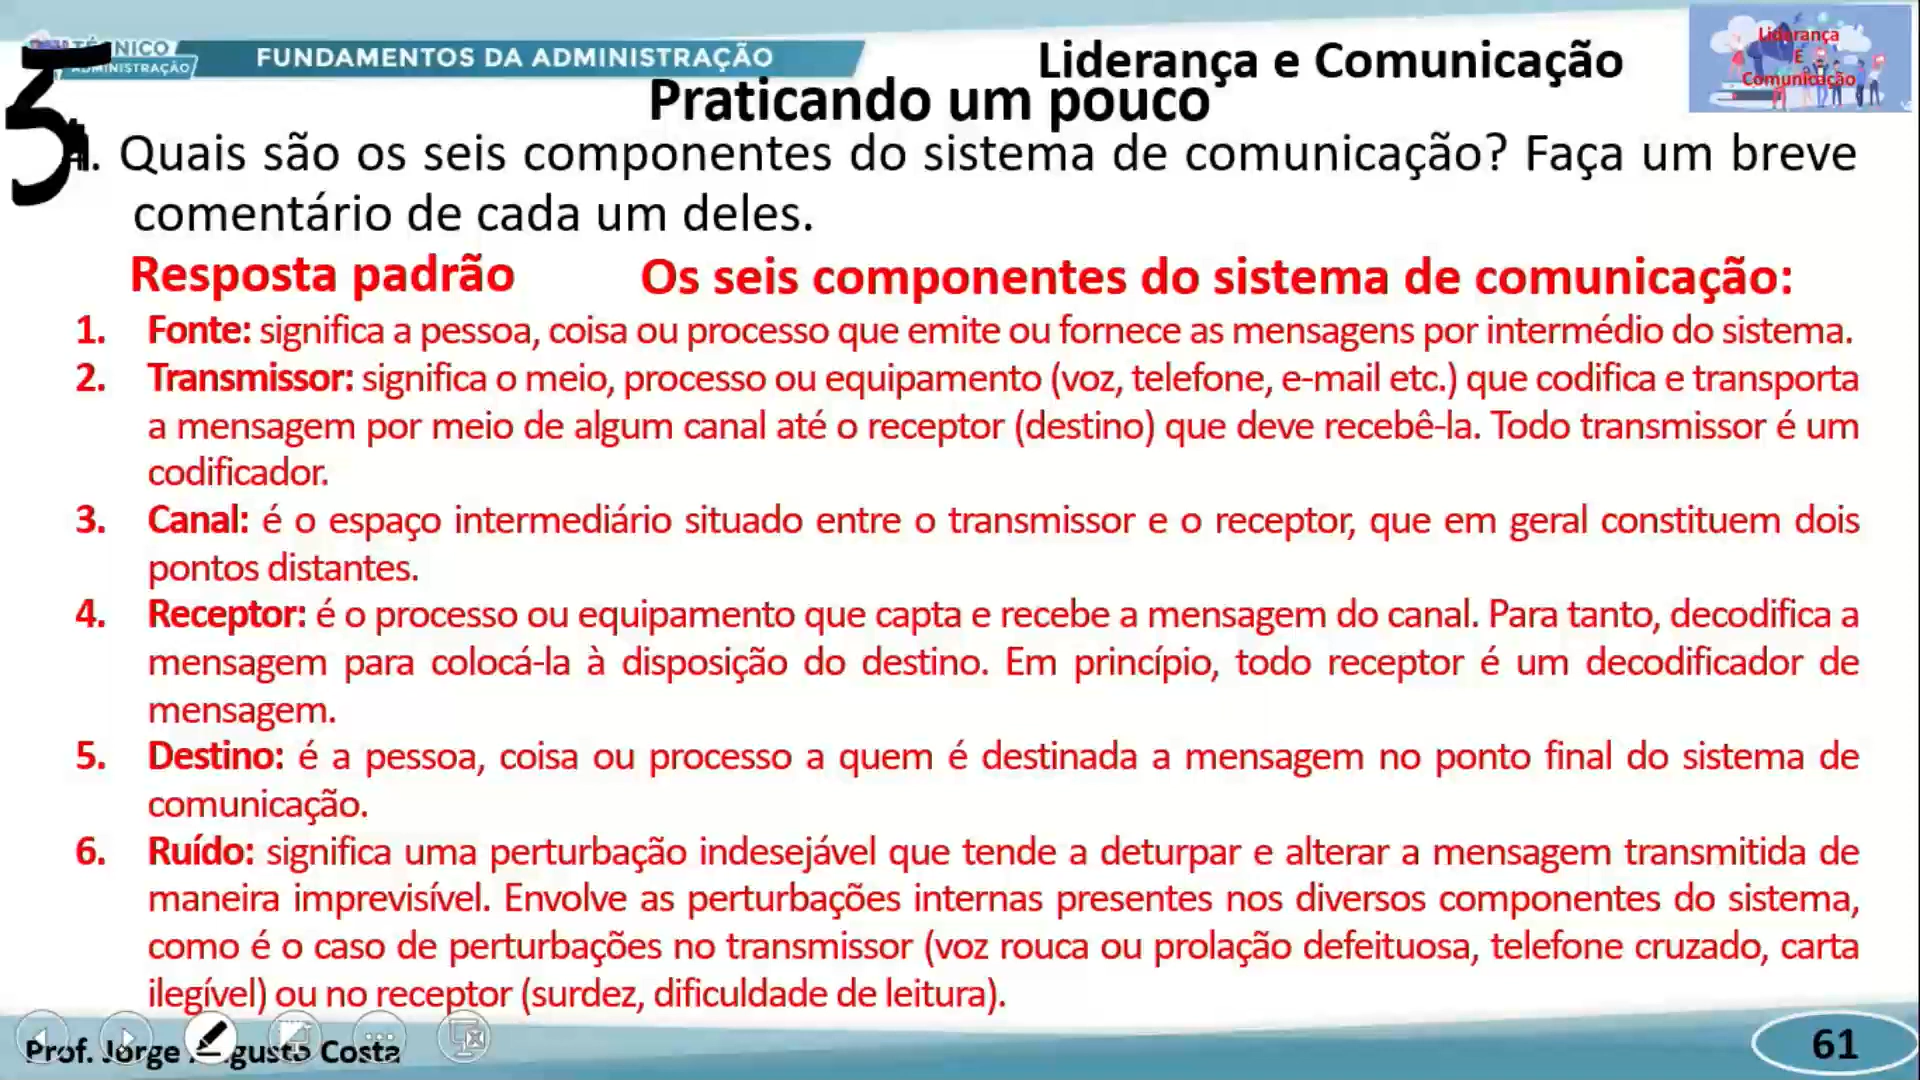 TÉCNICO
ADMINISTRAÇÃO
FUNDAMENTOS DA ADMINISTRAÇÃO
Liderança e Comunicação
Liderança
E
Comunicação
Praticando um pouco
5
. Quais são os seis componentes do sistema de comunicação? Faça um breve
comentário de cada um deles.
Resposta padrão Os seis componentes do sistema de comunicação:
1. Fonte: significa a pessoa, coisa ou processo que emite ou fornece as mensagens por intermédio do sistema.
2. Transmissor: significa o meio, processo ou equipamento (voz, telefone, e-mail etc.) que codifica e transporta
a mensagem por meio de algum canal até o receptor (destino) que deve recebê-la. Todo transmissor é um
codificador.
3. Canal: é o espaço intermediário situado entre o transmissor e o receptor, que em geral constituem dois
pontos distantes.
4. Receptor: é o processo ou equipamento que capta e recebe a mensagem do canal. Para tanto, decodifica a
mensagem para colocá-la à disposição do destino. Em princípio, todo receptor é um decodificador de
mensagem.
5. Destino: é a pessoa, coisa ou processo a quem é destinada a mensagem no ponto final do sistema de
comunicação.
6. Ruído: significa uma perturbação indesejável que tende a deturpar e alterar a mensagem transmitida de
maneira imprevisível. Envolve as perturbações internas presentes nos diversos componentes do sistema,
como é o caso de perturbações no transmissor (voz rouca ou prolação defeituosa, telefone cruzado, carta
ilegível) ou no receptor (surdez, dificuldade de leitura).
Prof. Jorge Augusto Costa
61